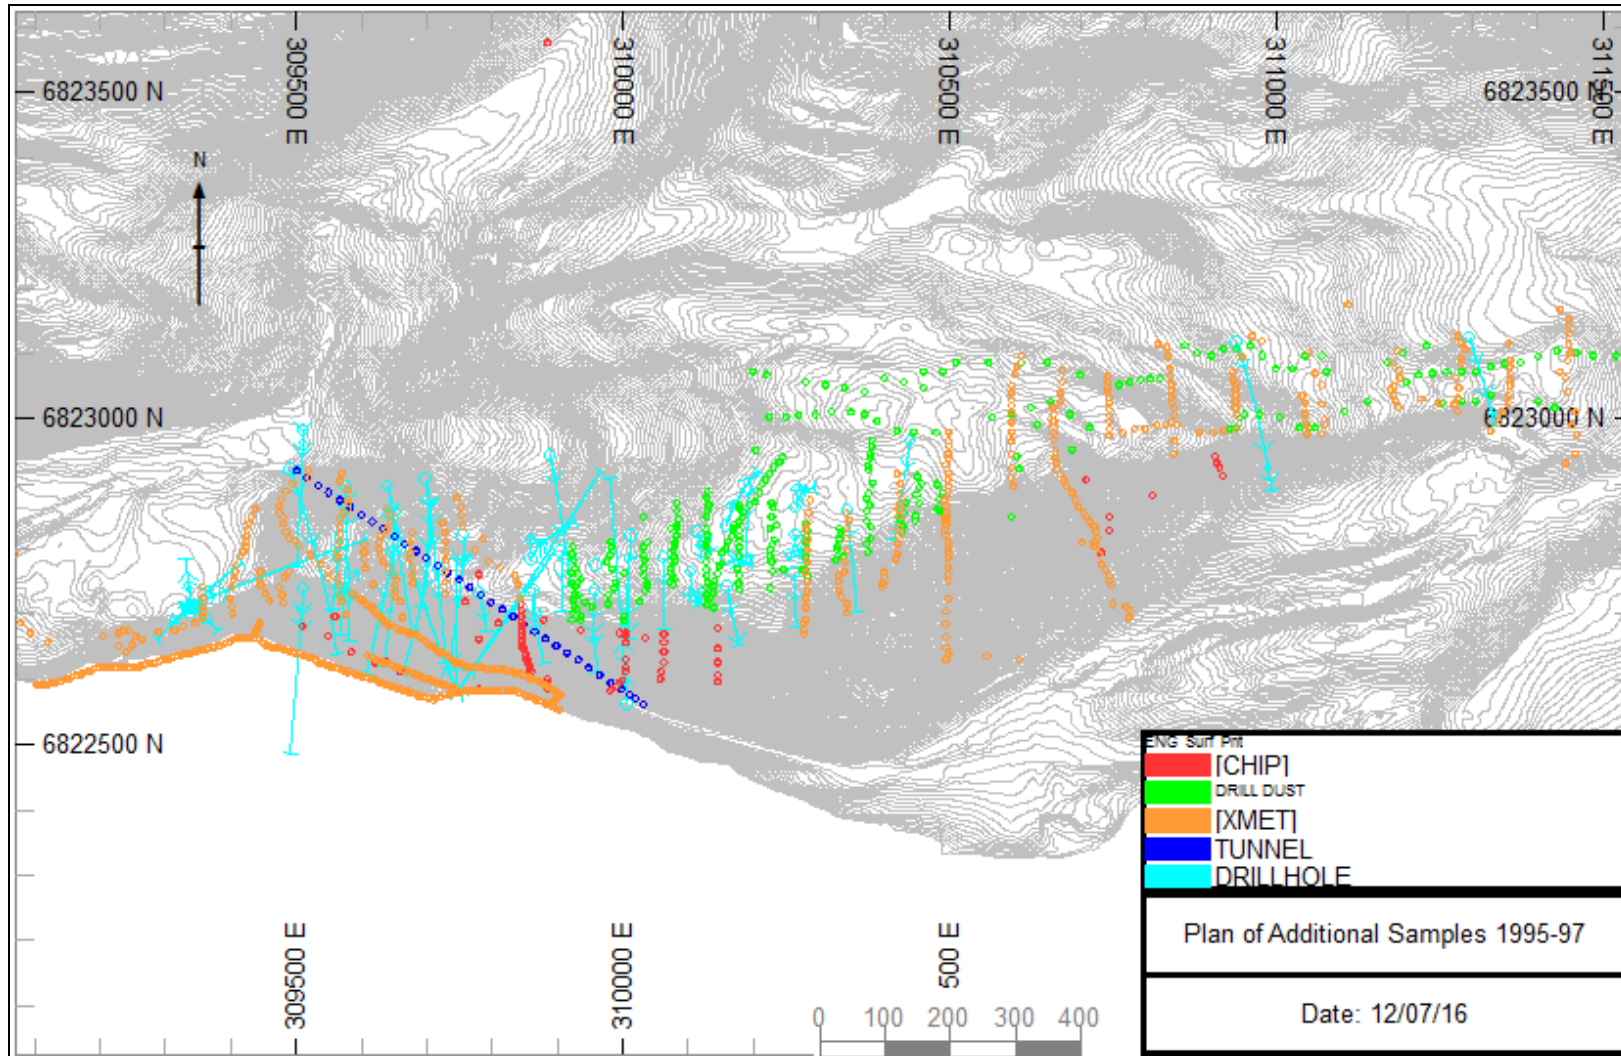 309500 E
310000 E
310500 E
311000 E
311500 E
6823500 N
6823500 N
N
6823000 N
6823000 N
6822500 N
ENG Surf Pnt
[CHIP]
DRILL DUST
[XMET]
TUNNEL
DRILLHOLE
Plan of Additional Samples 1995-97
Date: 12/07/16
309500 E
310000 E
500 E
0 100 200 300 400